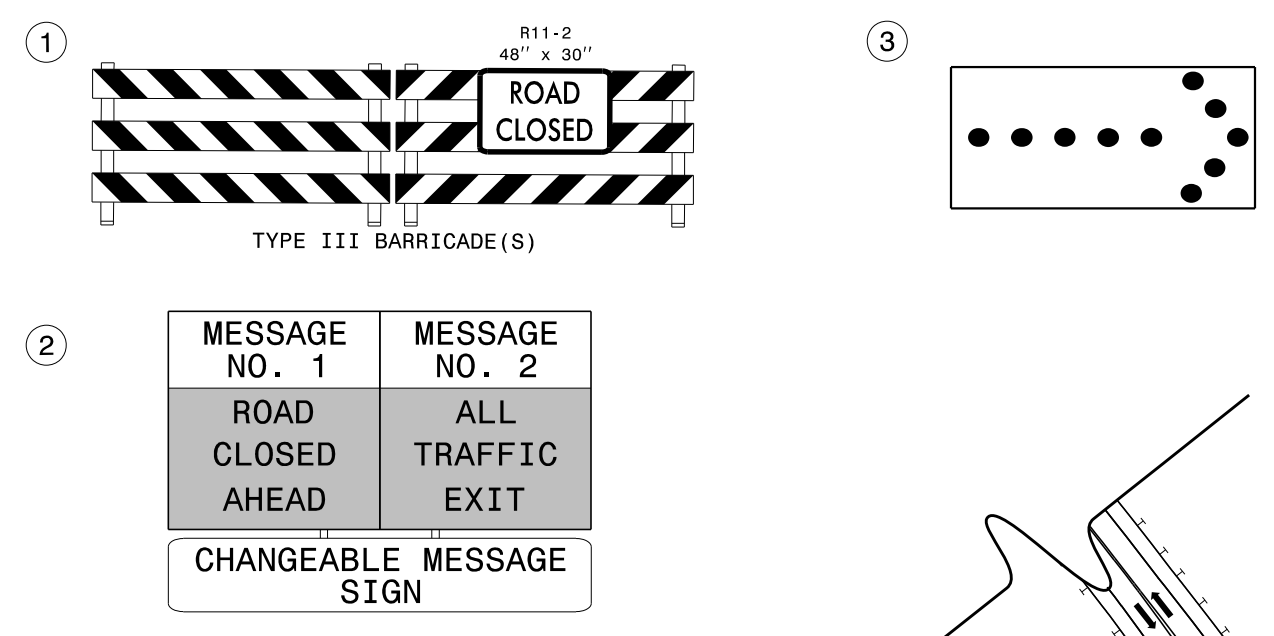 1
R11-2
48'' x 30''
ROAD
CLOSED
TYPE III BARRICADE(S)
2
MESSAGE
NO. 1
MESSAGE
NO. 2
ROAD
CLOSED
AHEAD
ALL
TRAFFIC
EXIT
CHANGEABLE MESSAGE
SIGN
3